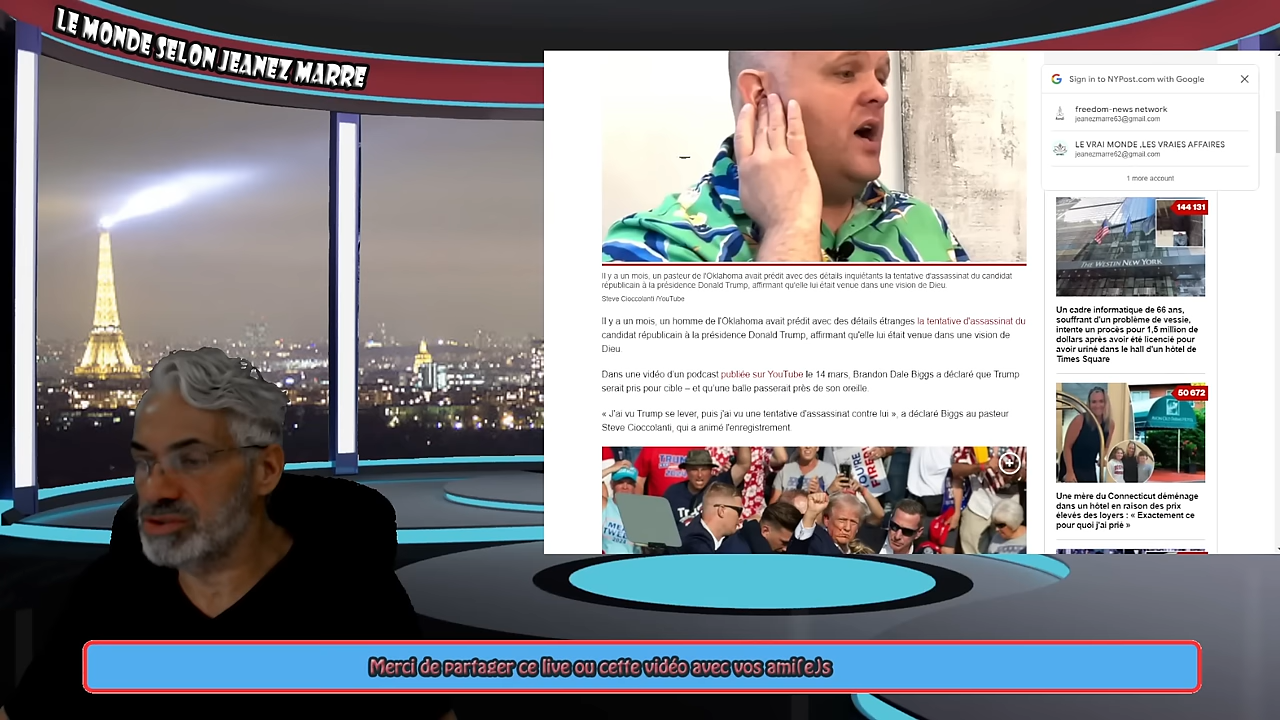 LE MONDE SELON JEANEZ MARRE
Il y a un mois, un pasteur de l'Oklahoma avait prédit avec des détails inquiétants la tentative d'assassinat du candidat
républicain à la présidence Donald Trump, affirmant qu'elle lui était venue dans une vision de Dieu.
Steve Cioccolanti /YouTube
Il y a un mois, un homme de l'Oklahoma avait prédit avec des détails étranges la tentative d'assassinat du
candidat républicain à la présidence Donald Trump, affirmant qu'elle lui était venue dans une vision de
Dieu.
Dans une vidéo d'un podcast publiée sur YouTube le 14 mars, Brandon Dale Biggs a déclaré que Trump
serait pris pour cible – et qu'une balle passerait près de son oreille.
« J'ai vu Trump se lever, puis j'ai vu une tentative d'assassinat contre lui », a déclaré Biggs au pasteur
Steve Cioccolanti, qui a animé l'enregistrement.
Sign in to NYPost.com with Google
freedom-news network
jeanezmarre63@gmail.com
LE VRAI MONDE ,LES VRAIES AFFAIRES
jeanezmarre62@gmail.com
1 more account
144 131
THE WESTIN NEW YORK
Un cadre informatique de 66 ans,
souffrant d'un problème de vessie,
intente un procès pour 1,5 million de
dollars après avoir été licencié pour
avoir uriné dans le hall d'un hôtel de
Times Square
50 672
Une mère du Connecticut déménage
dans un hôtel en raison des prix
élevés des loyers : « Exactement ce
pour quoi j'ai prié »
Merci de partager ce live ou cette vidéo avec vos ami(e)s